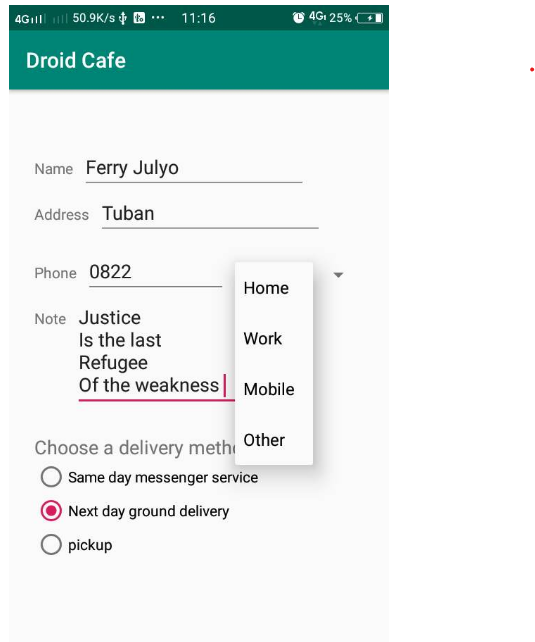 4G 50.9K/s ... 11:16 4G 25%
Droid Cafe
Name Ferry Julyo
Address Tuban
Phone 0822
Home
Note Justice
Is the last
Work
Refugee
Of the weakness
Mobile
Other
Choose a delivery meth
Same day messenger service
Next day ground delivery
pickup